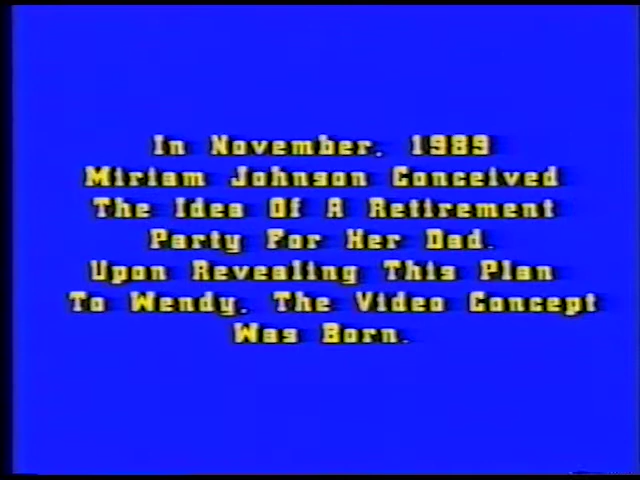 In November, 1989
Miriam Johnson Conceived
The Idea Of A Retirement
Party For Her Dad.
Upon Revealing This Plan
To Wendy, The Video Concept
Was Born.